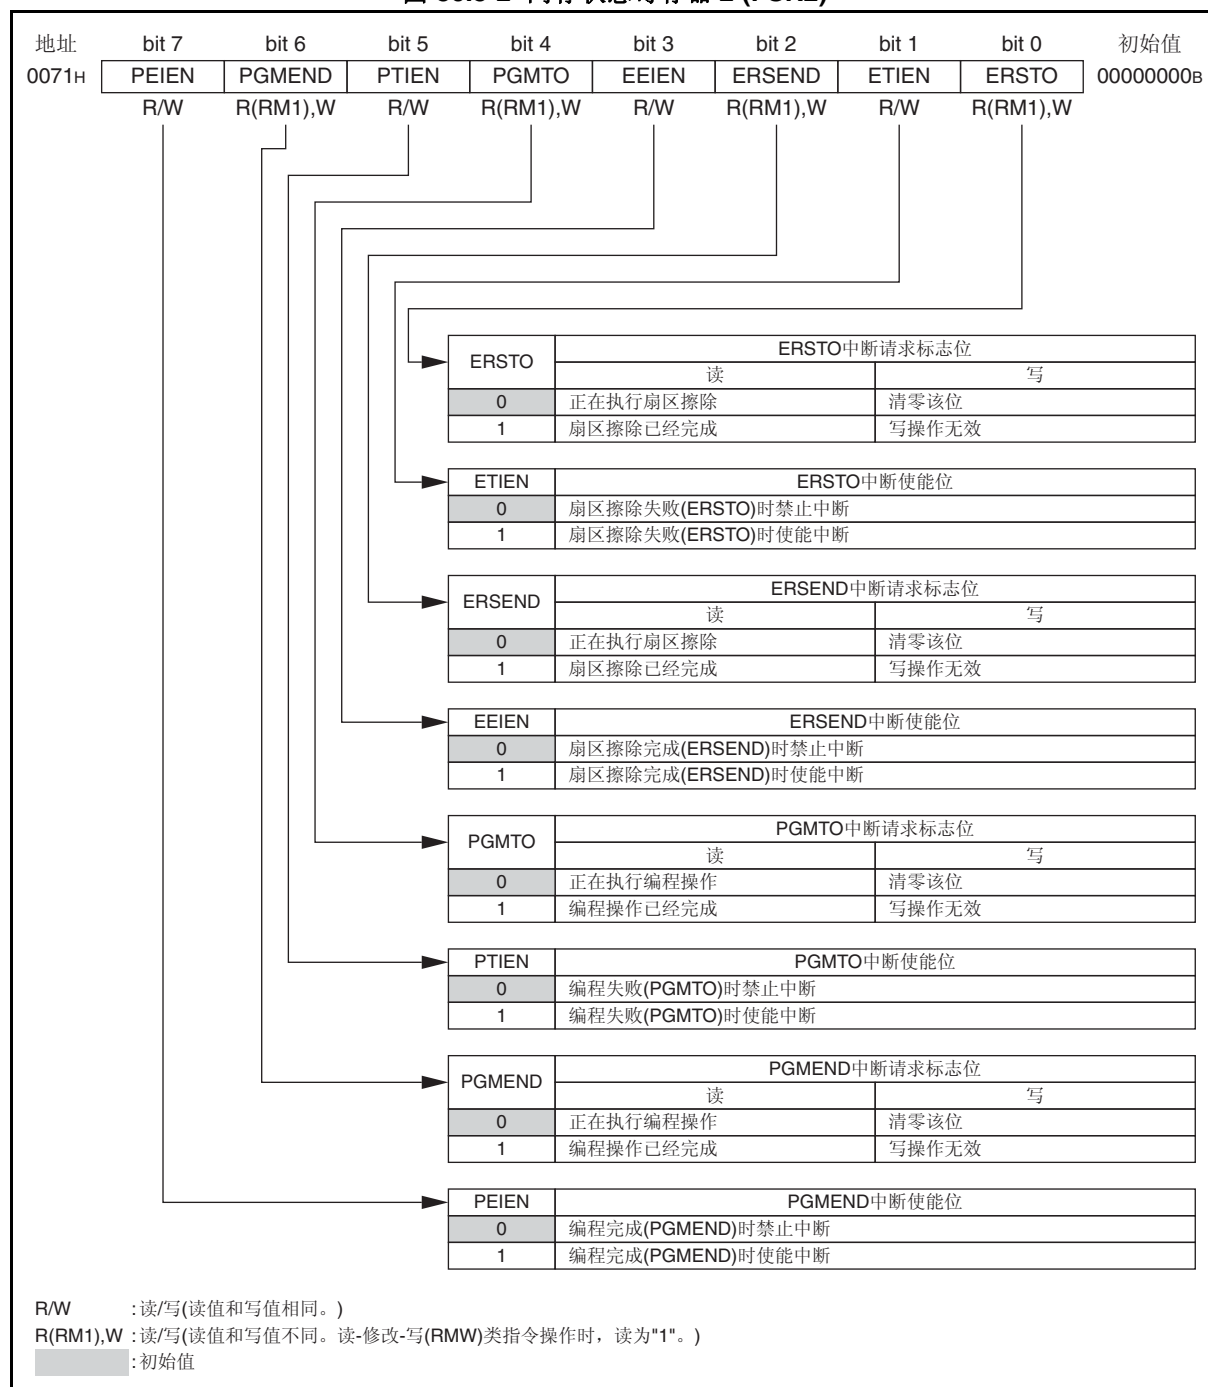 地址 bit 7 bit 6 bit 5 bit 4 bit 3 bit 2 bit 1 bit 0 初始值
0071H PEIEN PGMEND PTIEN PGMTO EEIEN ERSEND ETIEN ERSTO 00000000B
R/W R(RM1),W R/W R(RM1),W R/W R(RM1),W R/W R(RM1),W
ERSTO ERSTO中断请求标志位
读 写
0 正在执行扇区擦除 清零该位
1 扇区擦除已经完成 写操作无效
ETIEN ERSTO中断使能位
0 扇区擦除失败(ERSTO)时禁止中断
1 扇区擦除失败(ERSTO)时使能中断
ERSEND ERSEND中断请求标志位
读 写
0 正在执行扇区擦除 清零该位
1 扇区擦除已经完成 写操作无效
EEIEN ERSEND中断使能位
0 扇区擦除完成(ERSEND)时禁止中断
1 扇区擦除完成(ERSEND)时使能中断
PGMTO PGMTO中断请求标志位
读 写
0 正在执行编程操作 清零该位
1 编程操作已经完成 写操作无效
PTIEN PGMTO中断使能位
0 编程失败(PGMTO)时禁止中断
1 编程失败(PGMTO)时使能中断
PGMEND PGMEND中断请求标志位
读 写
0 正在执行编程操作 清零该位
1 编程操作已经完成 写操作无效
PEIEN PGMEND中断使能位
0 编程完成(PGMEND)时禁止中断
1 编程完成(PGMEND)时使能中断
R/W :读/写(读值和写值相同。)
R(RM1),W :读/写(读值和写值不同。读-修改-写(RMW)类指令操作时，读为"1"。)
:初始值